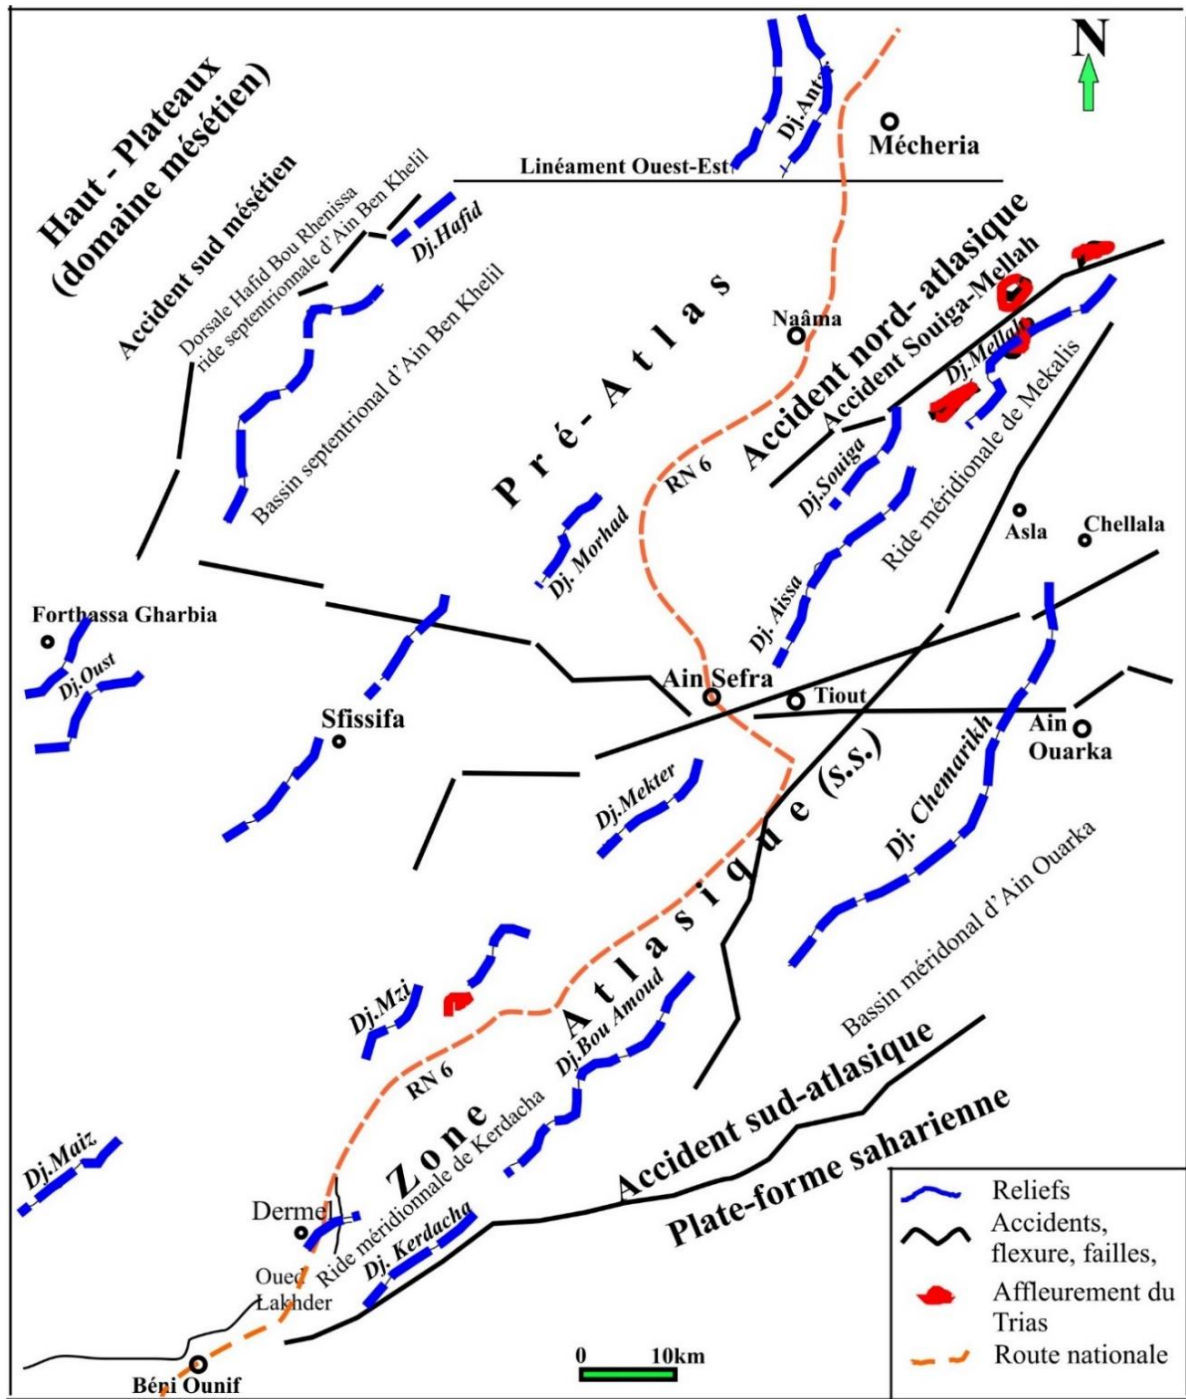 N
Haut - Plateaux
(domaine mésétien)
Accident sud mésétien
Dorsale Hafid Bou Rhenissa
ride septentrionnale d'Ain Ben Khelil
Dj.Hafid
Bassin septentrional d'Ain Ben Khelil
Linéament Ouest-Est
Dj.Antar
Mécheria
Pré-Atlas
Naâma
Accident nord- atlasique
Accident Souiga-Mellah
Dj.Mellah
Ride méridionale de Mekalis
Dj.Souiga
RN 6
Dj. Morhad
Dj. Aissa
Asla
Chellala
Forthassa Gharbia
Dj.Oust
Sfissifa
Ain Sefra
Tiout
Ain
Ouarka
Dj.Mekter
Dj. Chemarikh
Bassin méridonal d'Ain Ouarka
Zone Atlasique (s.s.)
Dj.Mzi
Dj.Bou Amoud
RN 6
Accident sud-atlasique
Plate-forme saharienne
Dj.Maiz
Dermel
Ride méridionnale de Kerdacha
Dj. Kerdacha
Oued
Lakhder
Béni Ounif
0 10km
Reliefs
Accidents,
flexure, failles,
Affleurement du
Trias
Route nationale